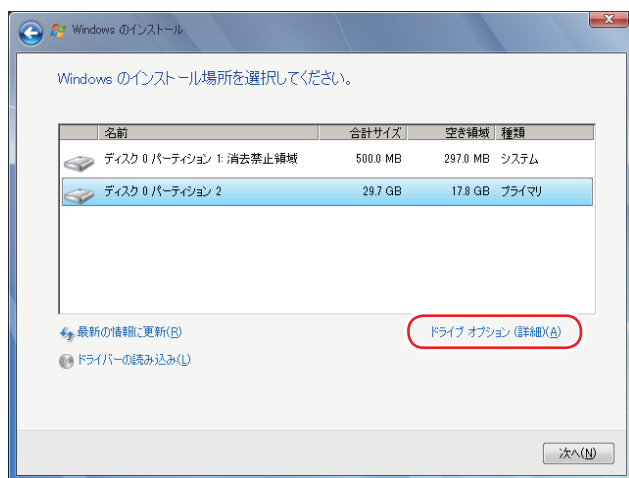 Windows のインストール
Windows のインストール場所を選択してください。
名前 合計サイズ 空き領域 種類
ディスク 0 パーティション 1: 消去禁止領域 500.0 MB 297.0 MB システム
ディスク 0 パーティション 2 29.7 GB 17.8 GB プライマリ
最新の情報に更新(R) ドライブ オプション (詳細)(A)
ドライバーの読み込み(L)
次へ(N)